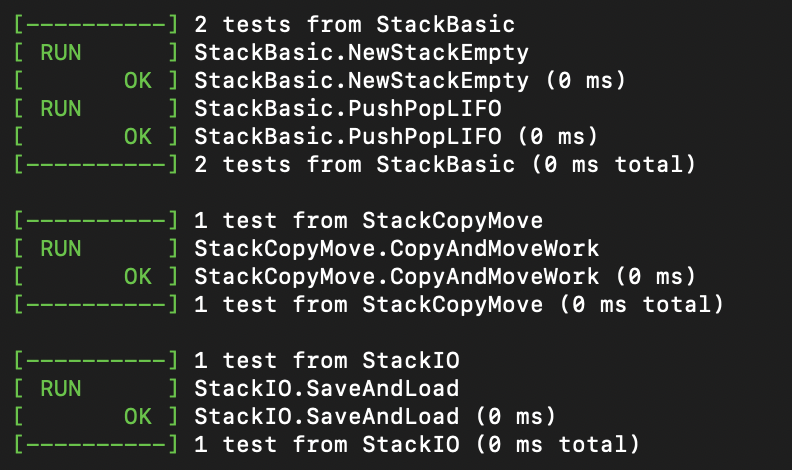 [----------] 2 tests from StackBasic
[ RUN      ] StackBasic.NewStackEmpty
[       OK ] StackBasic.NewStackEmpty (0 ms)
[ RUN      ] StackBasic.PushPopLIFO
[       OK ] StackBasic.PushPopLIFO (0 ms)
[----------] 2 tests from StackBasic (0 ms total)

[----------] 1 test from StackCopyMove
[ RUN      ] StackCopyMove.CopyAndMoveWork
[       OK ] StackCopyMove.CopyAndMoveWork (0 ms)
[----------] 1 test from StackCopyMove (0 ms total)

[----------] 1 test from StackIO
[ RUN      ] StackIO.SaveAndLoad
[       OK ] StackIO.SaveAndLoad (0 ms)
[----------] 1 test from StackIO (0 ms total)